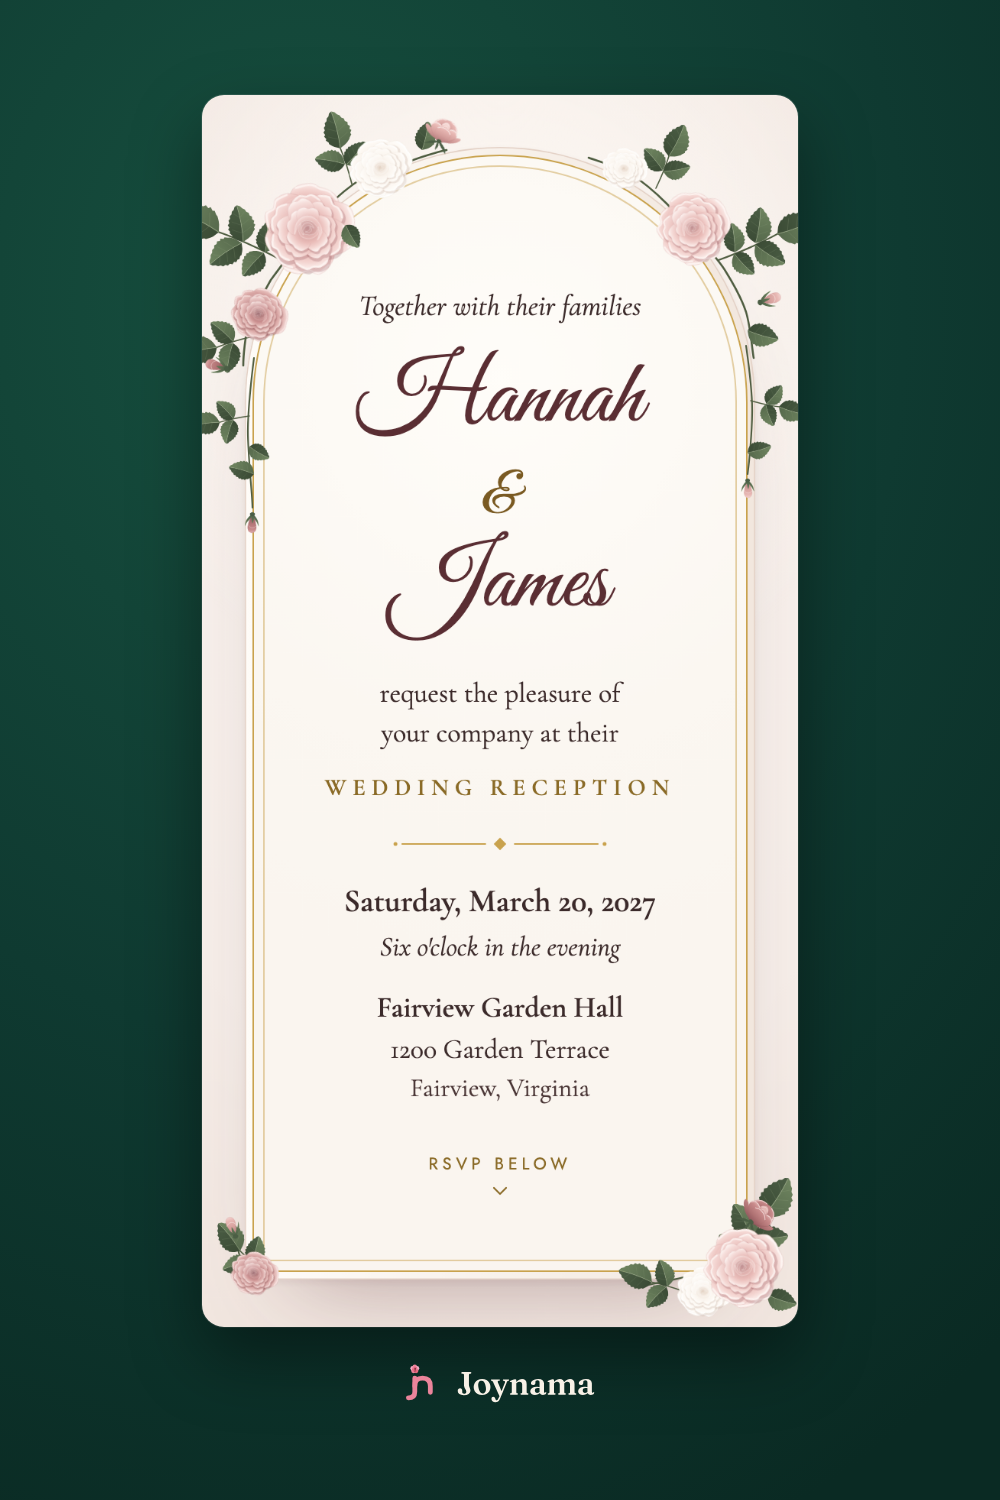 Together with their families
Hannah
&
James
request the pleasure of
your company at their
WEDDING RECEPTION
Saturday, March 20, 2027
Six o'clock in the evening
Fairview Garden Hall
1200 Garden Terrace
Fairview, Virginia
RSVP BELOW
jn Joynama